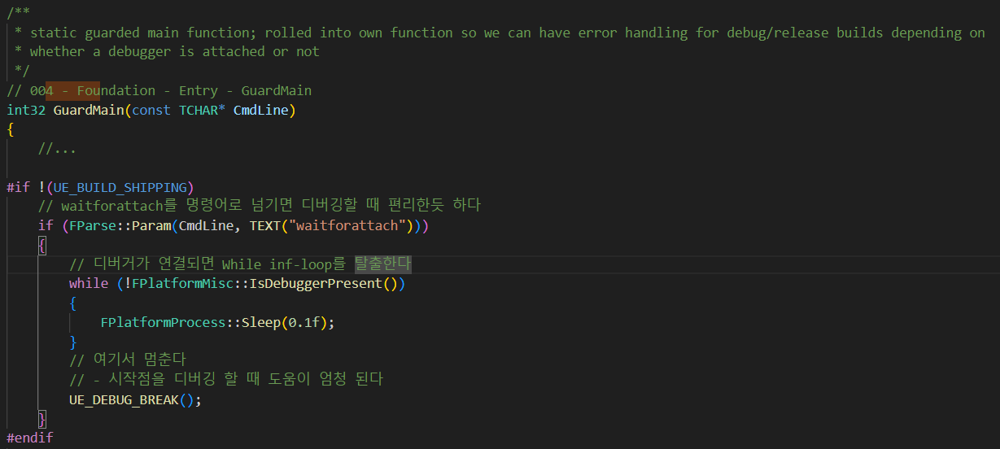 /**
 * static guarded main function; rolled into own function so we can have error handling for debug/release builds depending on
 * whether a debugger is attached or not
 */
// 004 - Foundation - Entry - GuardMain
int32 GuardMain(const TCHAR* CmdLine)
{
    //...
#if !(UE_BUILD_SHIPPING)
    // waitforattach를 명령어로 넘기면 디버깅할 때 편리한듯 하다
    if (FParse::Param(CmdLine, TEXT("waitforattach")))
    {
        // 디버거가 연결되면 While inf-loop를 탈출한다
        while (!FPlatformMisc::IsDebuggerPresent())
        {
            FPlatformProcess::Sleep(0.1f);
        }
        // 여기서 멈춘다
        // - 시작점을 디버깅 할 때 도움이 엄청 된다
        UE_DEBUG_BREAK();
    }
#endif